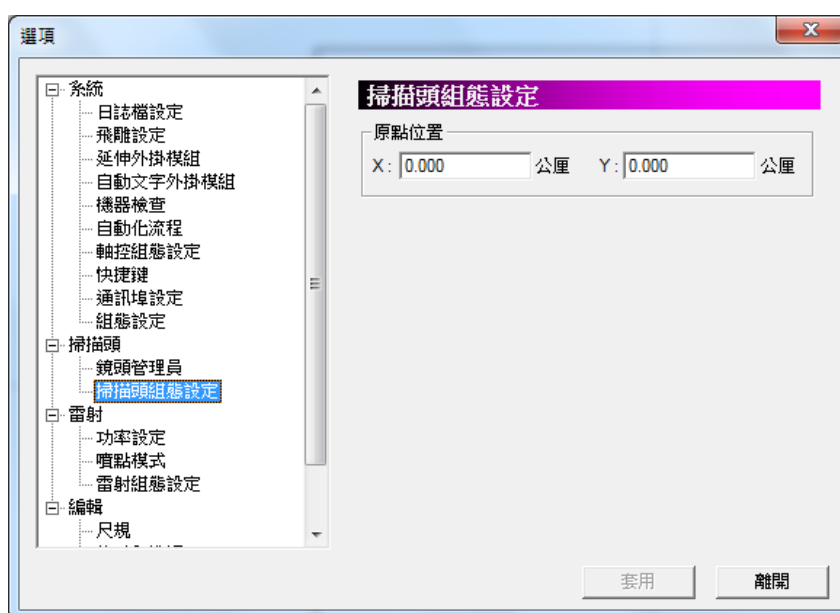 選項
系統
日誌檔設定
飛雕設定
延伸外掛模組
自動文字外掛模組
機器檢查
自動化流程
軸控組態設定
快捷鍵
通訊埠設定
組態設定
掃描頭
鏡頭管理員
掃描頭組態設定
雷射
功率設定
噴點模式
雷射組態設定
編輯
尺規
掃描頭組態設定
原點位置
X : 0.000 公厘 Y : 0.000 公厘
套用 離開